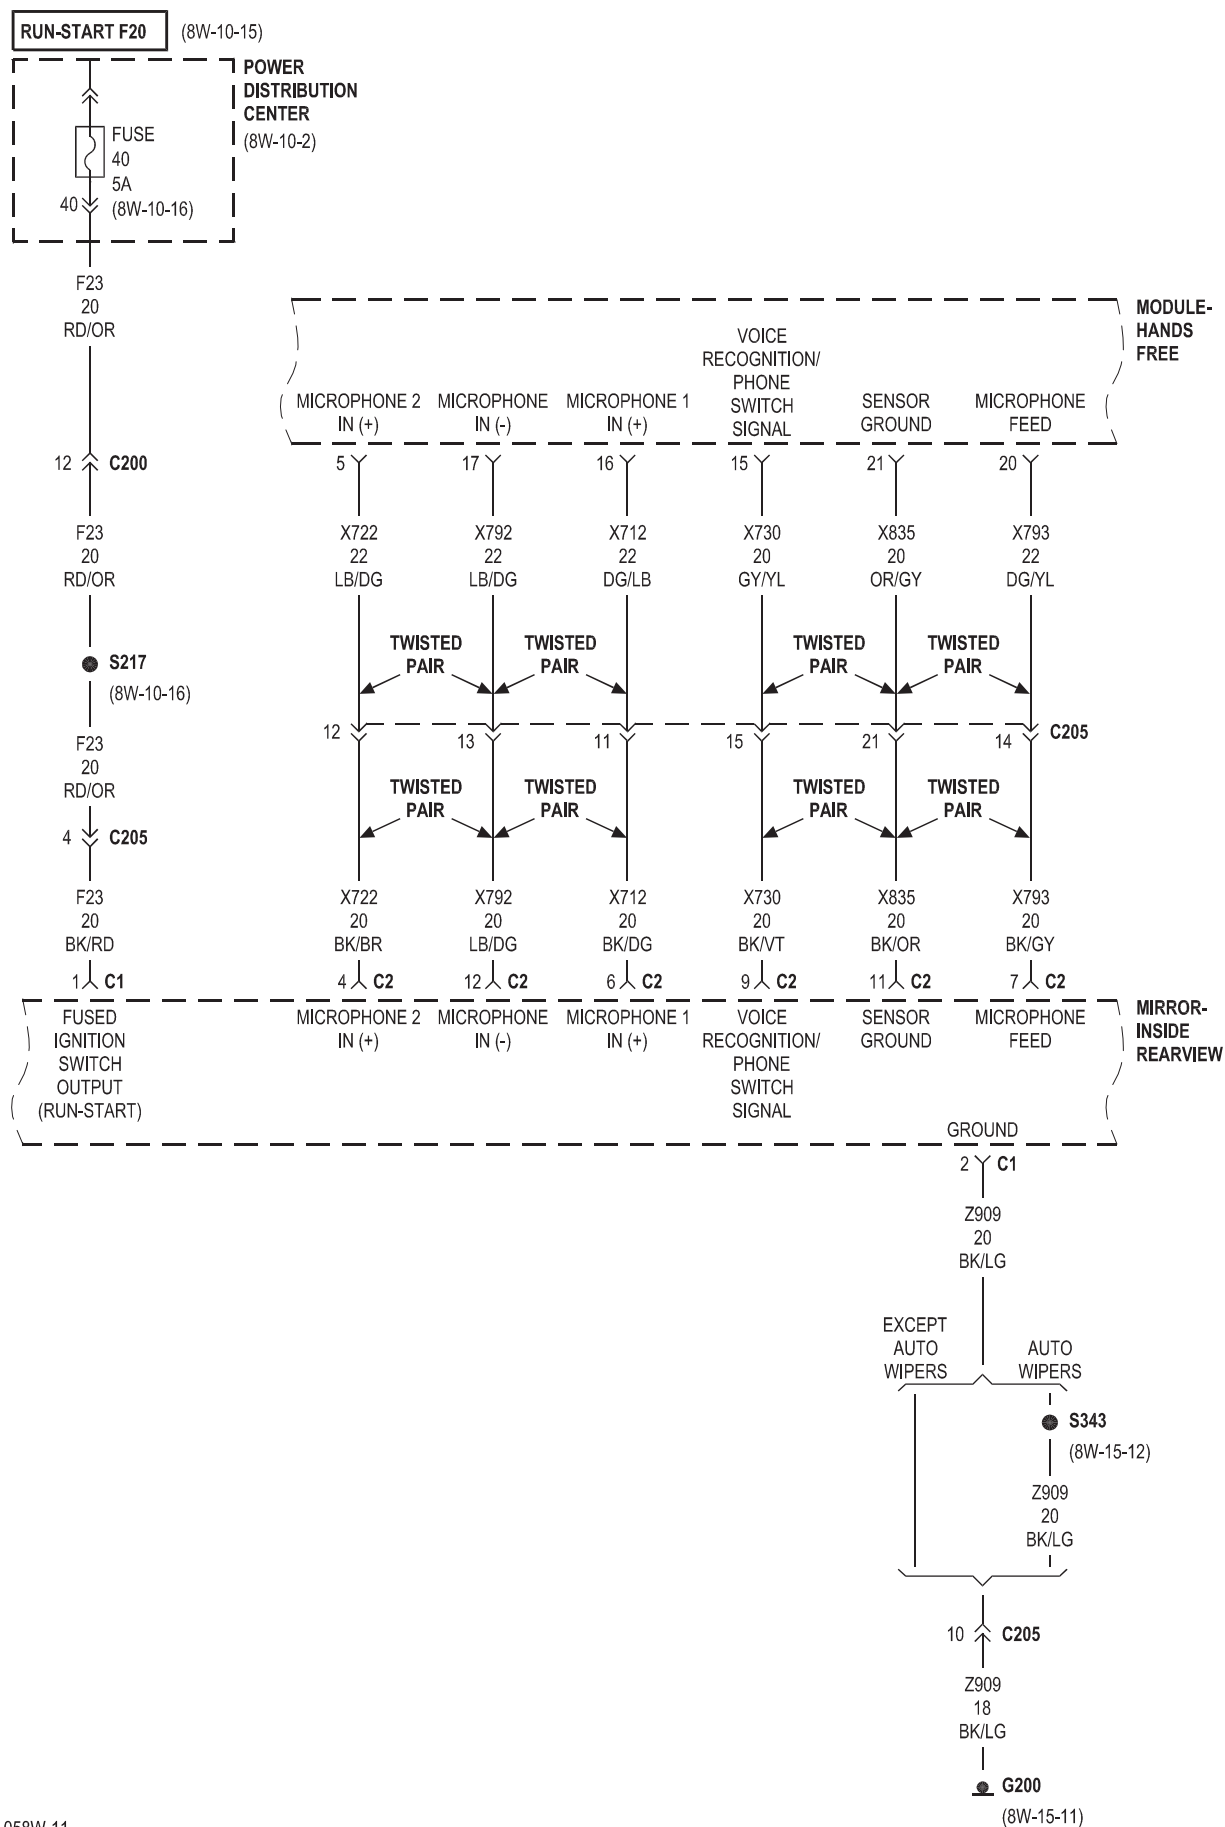 RUN-START F20 (8W-10-15)
POWER
DISTRIBUTION
CENTER
(8W-10-2)
FUSE
40
5A
(8W-10-16)
40
F23
20
RD/OR
12 C200
F23
20
RD/OR
S217
(8W-10-16)
F23
20
RD/OR
4 C205
F23
20
BK/RD
1 C1
MODULE-
HANDS
FREE
MICROPHONE 2
IN (+)
MICROPHONE
IN (-)
MICROPHONE 1
IN (+)
VOICE
RECOGNITION/
PHONE
SWITCH
SIGNAL
SENSOR
GROUND
MICROPHONE
FEED
5 17 16 15 21 20
X722 X792 X712 X730 X835 X793
22 22 22 20 20 22
LB/DG LB/DG DG/LB GY/YL OR/GY DG/YL
TWISTED
PAIR
TWISTED
PAIR
TWISTED
PAIR
TWISTED
PAIR
12 13 11 15 21 14 C205
TWISTED
PAIR
TWISTED
PAIR
TWISTED
PAIR
TWISTED
PAIR
X722 X792 X712 X730 X835 X793
20 20 20 20 20 20
BK/BR LB/DG BK/DG BK/VT BK/OR BK/GY
4 C2 12 C2 6 C2 9 C2 11 C2 7 C2
MIRROR-
INSIDE
REARVIEW
FUSED
IGNITION
SWITCH
OUTPUT
(RUN-START)
MICROPHONE 2
IN (+)
MICROPHONE
IN (-)
MICROPHONE 1
IN (+)
VOICE
RECOGNITION/
PHONE
SWITCH
SIGNAL
SENSOR
GROUND
MICROPHONE
FEED
GROUND
2 C1
Z909
20
BK/LG
EXCEPT
AUTO
WIPERS
AUTO
WIPERS
S343
(8W-15-12)
Z909
20
BK/LG
10 C205
Z909
18
BK/LG
G200
(8W-15-11)